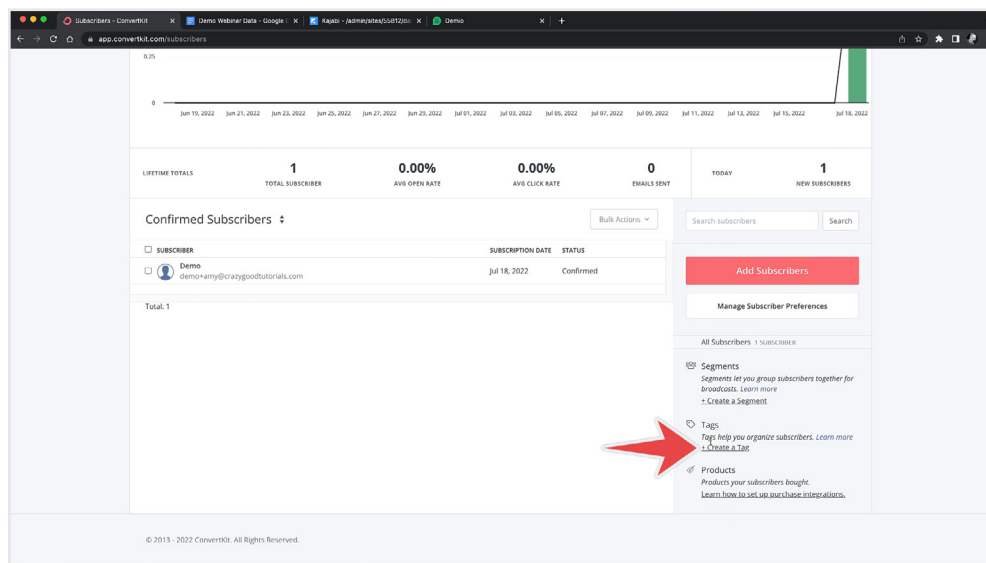 Subscribers - ConvertKit
Demo Webinar Data - Google
Kajabi - /admin/sites/55812/
Demio
app.convertkit.com/subscribers
0.25
0
Jun 19, 2022 Jun 21, 2022 Jun 23, 2022 Jun 25, 2022 Jun 27, 2022 Jun 29, 2022 Jul 01, 2022 Jul 03, 2022 Jul 05, 2022 Jul 07, 2022 Jul 09, 2022 Jul 11, 2022 Jul 13, 2022 Jul 15, 2022 Jul 18, 2022
LIFETIME TOTALS
1
TOTAL SUBSCRIBER
0.00%
AVG OPEN RATE
0.00%
AVG CLICK RATE
0
EMAILS SENT
TODAY
1
NEW SUBSCRIBERS
Confirmed Subscribers
Bulk Actions
Search subscribers
Search
SUBSCRIBER SUBSCRIPTION DATE STATUS
Demo
demo+amy@crazygoodtutorials.com
Jul 18, 2022 Confirmed
Total: 1
Add Subscribers
Manage Subscriber Preferences
All Subscribers 1 SUBSCRIBER
Segments
Segments let you group subscribers together for
broadcasts. Learn more
+ Create a Segment
Tags
Tags help you organize subscribers. Learn more
+ Create a Tag
Products
Products your subscribers bought.
Learn how to set up purchase integrations.
© 2013 - 2022 ConvertKit. All Rights Reserved.